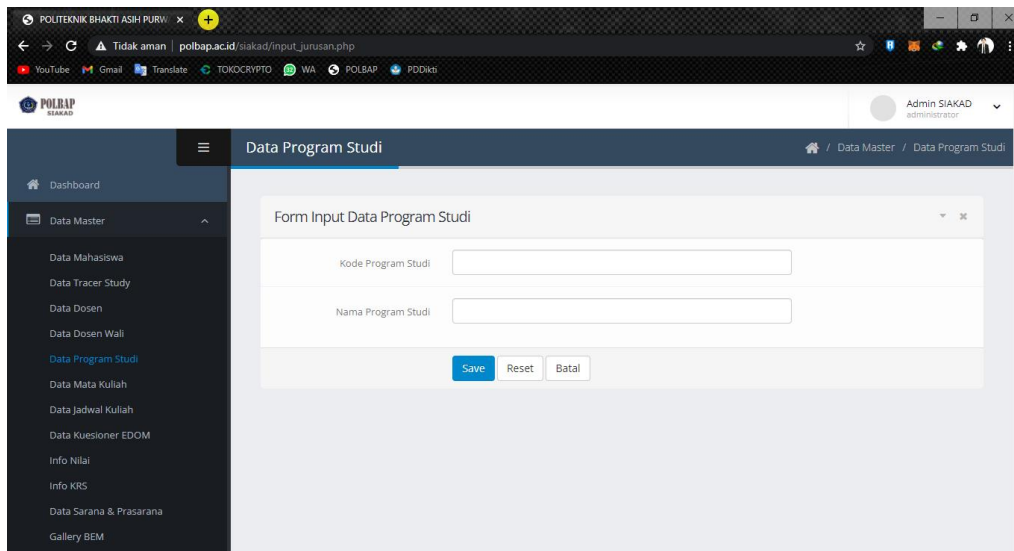 POLITEKNIK BHAKTI ASIH PURW
Tidak aman | polbap.ac.id/siakad/input_jurusan.php
YouTube Gmail Translate TOKOCRYPTO WA POLBAP PDDikti
POLBAP
SIAKAD
Admin SIAKAD
administrator
Data Program Studi
/ Data Master / Data Program Studi
Dashboard
Data Master
Data Mahasiswa
Data Tracer Study
Data Dosen
Data Dosen Wali
Data Program Studi
Data Mata Kuliah
Data Jadwal Kuliah
Data Kuesioner EDOM
Info Nilai
Info KRS
Data Sarana & Prasarana
Gallery BEM
Form Input Data Program Studi
Kode Program Studi
Nama Program Studi
Save Reset Batal